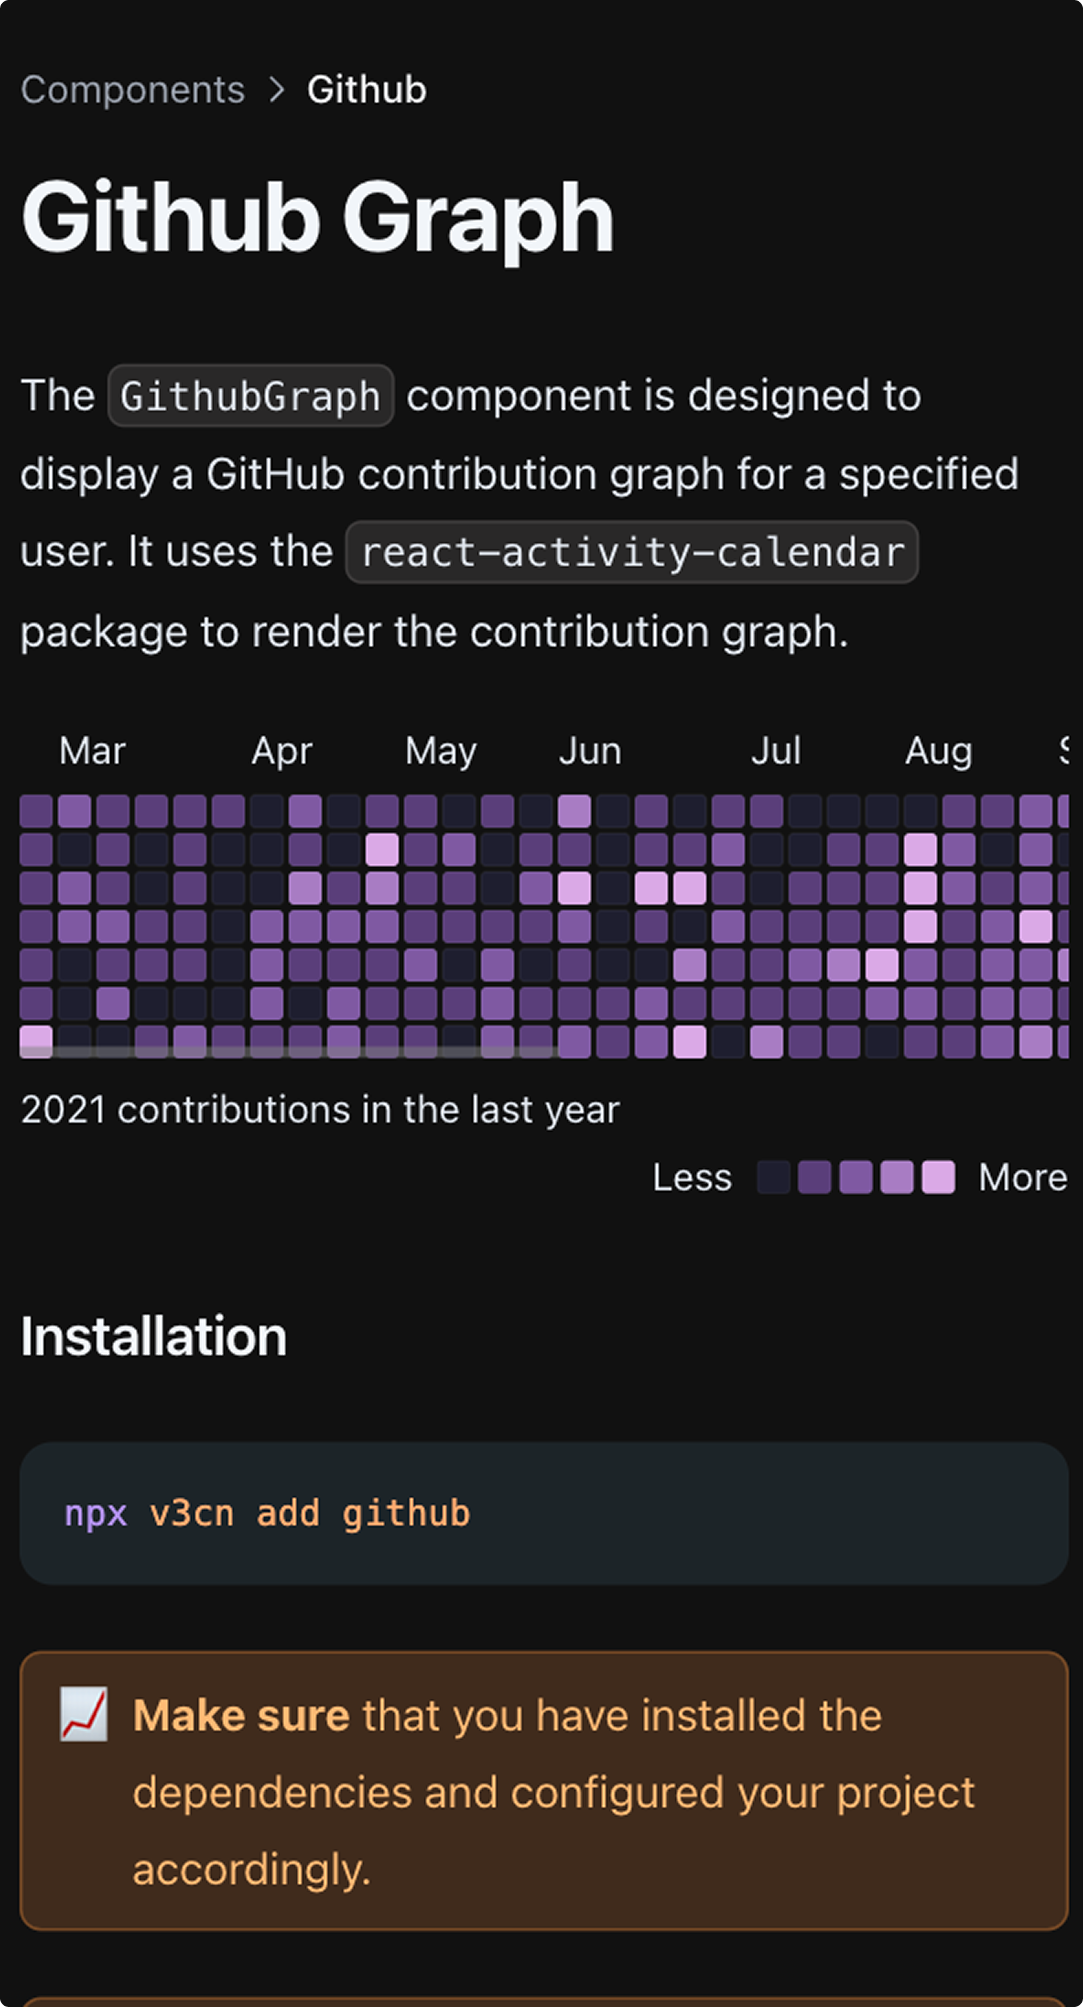 Components > Github
Github Graph
The GithubGraph component is designed to
display a GitHub contribution graph for a specified
user. It uses the react-activity-calendar
package to render the contribution graph.
Mar Apr May Jun Jul Aug S
2021 contributions in the last year
Less More
Installation
npx v3cn add github
Make sure that you have installed the
dependencies and configured your project
accordingly.